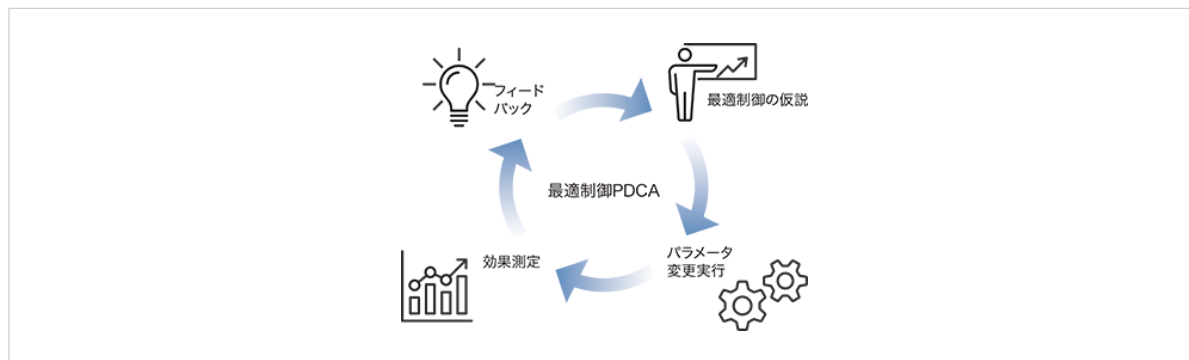 フィード
バック
最適制御の仮説
最適制御PDCA
効果測定
パラメータ
変更実行